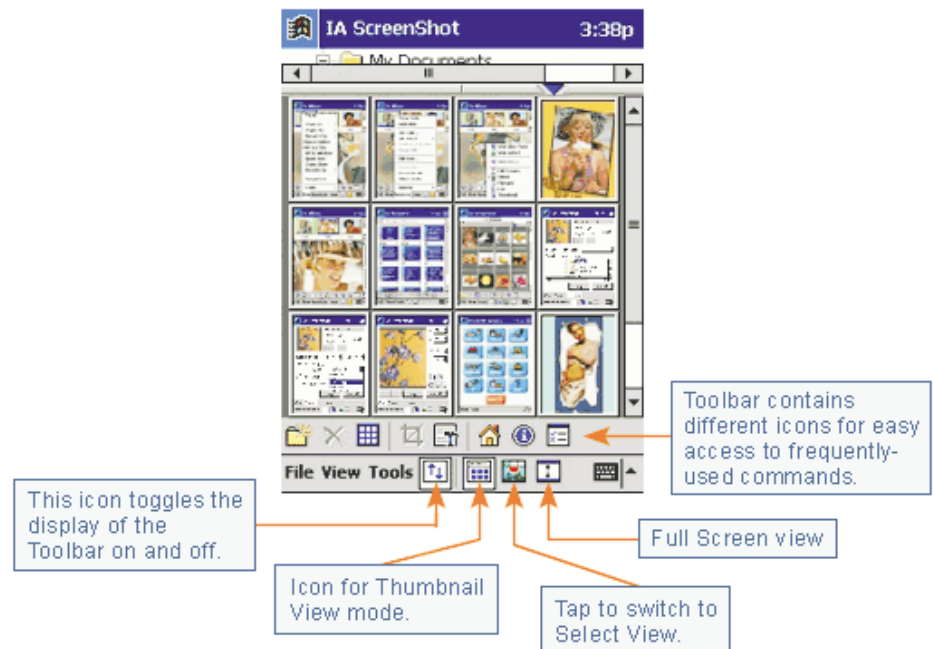 IA ScreenShot 3:38p
My Documents
File View Tools
Toolbar contains
different icons for easy
access to frequently-
used commands.
This icon toggles the
display of the
Toolbar on and off.
Full Screen view
Icon for Thumbnail
View mode.
Tap to switch to
Select View.